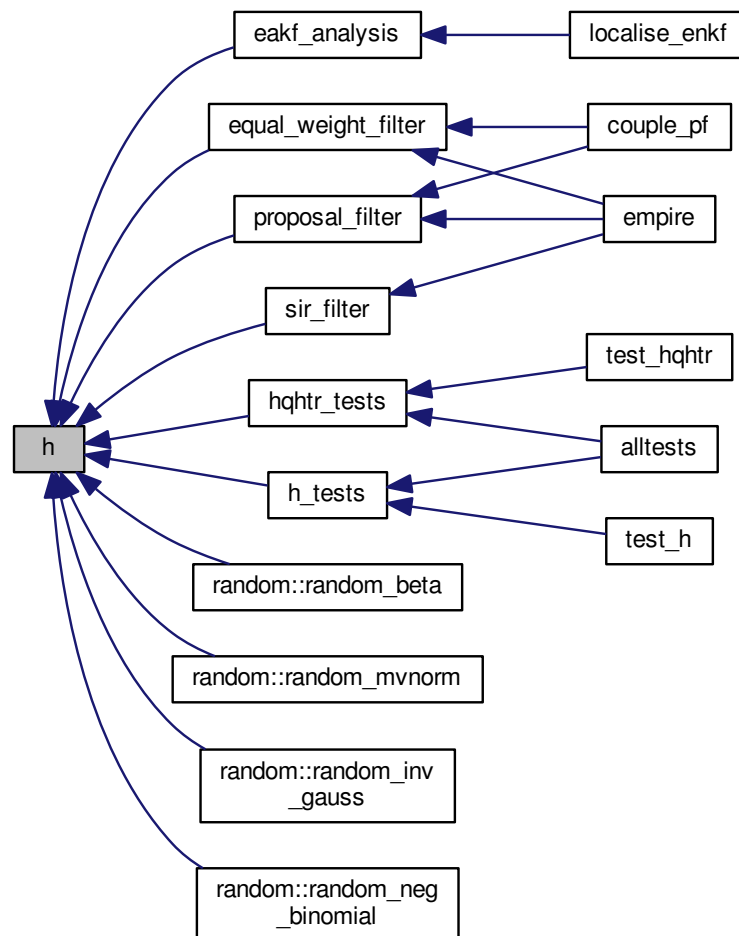 eakf_analysis
localise_enkf
equal_weight_filter
couple_pf
proposal_filter
empire
sir_filter
test_hqhtr
hqhtr_tests
h
alltests
h_tests
test_h
random::random_beta
random::random_mvnorm
random::random_inv
_gauss
random::random_neg
_binomial